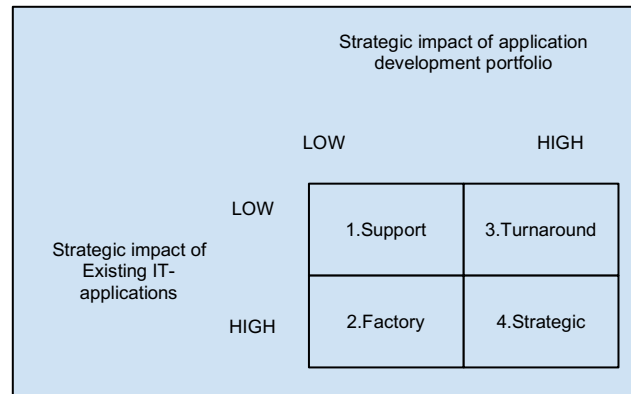 Strategic impact of application
development portfolio
LOW
HIGH
LOW
1.Support
3.Turnaround
Strategic impact of
Existing IT-
applications
HIGH
2.Factory
4.Strategic